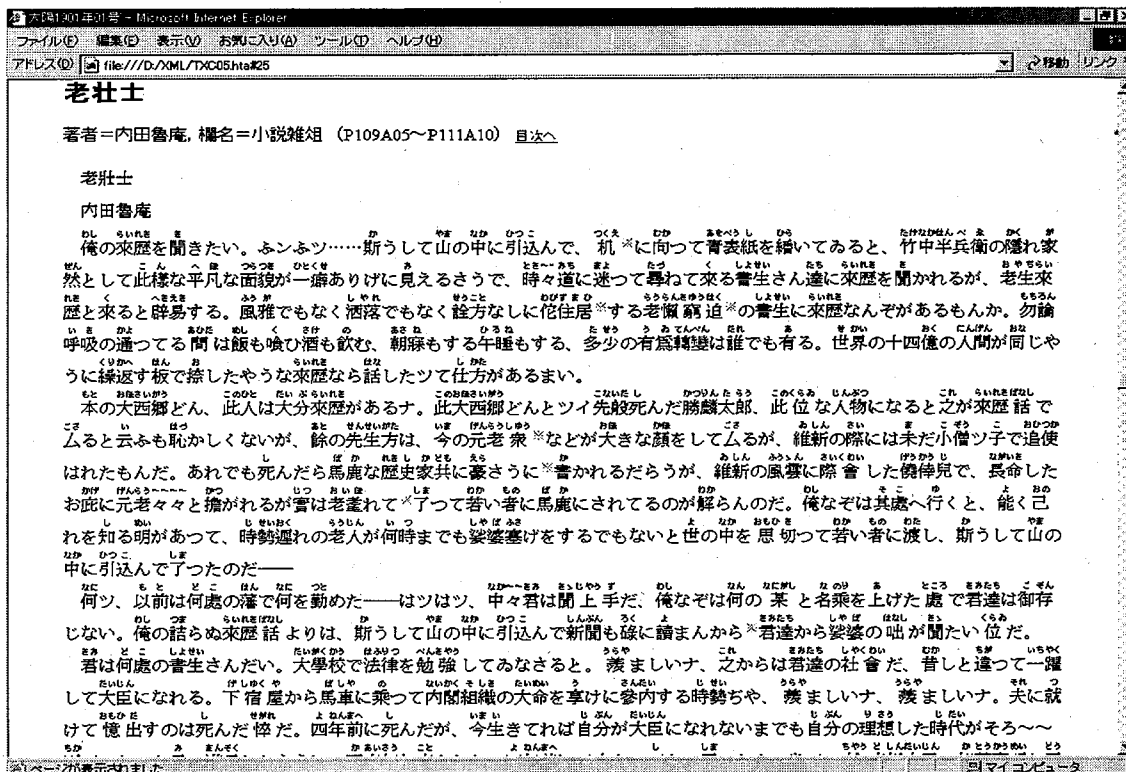 太陽1901年01号 - Microsoft Internet Explorer
ファイル(F) 編集(E) 表示(V) お気に入り(A) ツール(T) ヘルプ(H)
アドレス(D) file:///D:/XML/TXC05.hta#25 移動 リンク
老壮士
著者=内田魯庵, 欄名=小説雑俎 (P109A05~P111A10) 目次へ
老壯士
内田魯庵
俺の來歴を聞きたい。ふンふツ……斯うして山の中に引込んで、机※に向つて靑表紙を繙いてゐると、竹中半兵衛の隱れ家
然として此樣な平凡な面貌が一癖ありげに見えるさうで、時々道に迷つて尋ねて來る書生さん達に來歴を聞かれるが、老生來
歴と來ると辟易する。風雅でもなく洒落でもなく詮方なしに侘住居※する老懶窮迫※の書生に來歴なんぞがあるもんか。勿論
呼吸の通つてる間は飯も喰ひ酒も飮む、朝寐もする午睡もする、多少の有爲轉變は誰でも有る。世界の十四億の人間が同じや
うに繰返す板で捺したやうな來歴なら話したツて仕方があるまい。
本の大西郷どん、此人は大分來歴があるナ。此大西郷どんとツイ先般死んだ勝麟太郎、此位な人物になると之が來歴話で
厶ると云ふも恥かしくないが、餘の先生方は、今の元老衆※などが大きな顔をして厶るが、維新の際には未だ小僧ツ子で追使
はれたもんだ。あれでも死んだら馬鹿な歴史家共に豪さうに※書かれるだらうが、維新の風雲に際會した僥倖兒で、長命した
お庇に元老々々と擔がれるが實は老耄れて※了つて若い者に馬鹿にされてるのが解らんのだ。俺なぞは其處へ行くと、能く己
れを知る明があつて、時勢遲れの老人が何時までも娑婆塞げをするでもないと世の中を思切つて若い者に渡し、斯うして山の
中に引込んで了つたのだ――
何ツ、以前は何處の藩で何を勤めた――はツはツ、中々君は聞上手だ、俺なぞは何の某と名乘を上げた處で君達は御存
じない。俺の詰らぬ來歴話よりは、斯うして山の中に引込んで新聞も碌に讀まんから※君達から娑婆の咄が聞たい位だ。
君は何處の書生さんだい。大學校で法律を勉強してゐなさると。羨ましいナ、之からは君達の社會だ、昔しと違つて一躍
して大臣になれる。下宿屋から馬車に乘つて内閣組織の大命を享けに參内する時勢ぢや、羨ましいナ、羨ましいナ。夫に就
けて憶出すのは死んだ悴だ。四年前に死んだが、今生きてれば自分が大臣になれないまでも自分の理想した時代がそろ~~
ページが表示されました マイ コンピュータ